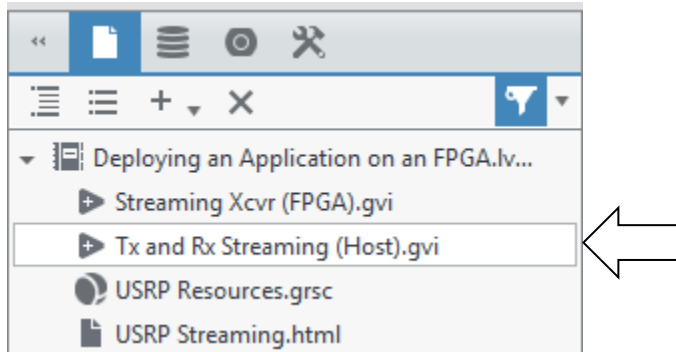 Deploying an Application on an FPGA.lv...
Streaming Xcvr (FPGA).gvi
Tx and Rx Streaming (Host).gvi
USRP Resources.grsc
USRP Streaming.html